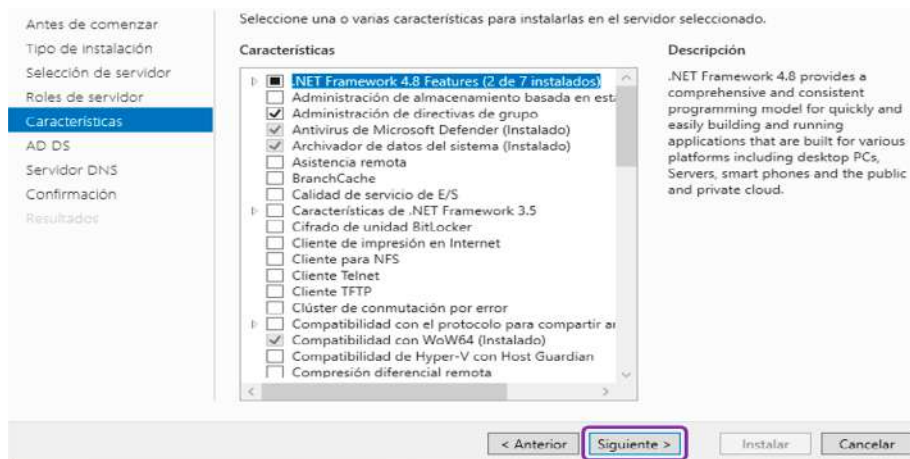 Antes de comenzar
Tipo de instalación
Selección de servidor
Roles de servidor
Características
AD DS
Servidor DNS
Confirmación
Resultados
Seleccione una o varias características para instalarlas en el servidor seleccionado.
Características
.NET Framework 4.8 Features (2 de 7 instalados)
Administración de almacenamiento basada en está
Administración de directivas de grupo
Antivirus de Microsoft Defender (Instalado)
Archivador de datos del sistema (Instalado)
Asistencia remota
BranchCache
Calidad de servicio de E/S
Características de .NET Framework 3.5
Cifrado de unidad BitLocker
Cliente de impresión en Internet
Cliente para NFS
Cliente Telnet
Cliente TFTP
Clúster de conmutación por error
Compatibilidad con el protocolo para compartir ar
Compatibilidad con WoW64 (Instalado)
Compatibilidad de Hyper-V con Host Guardian
Compresión diferencial remota
Descripción
.NET Framework 4.8 provides a
comprehensive and consistent
programming model for quickly and
easily building and running
applications that are built for various
platforms including desktop PCs,
Servers, smart phones and the public
and private cloud.
< Anterior
Siguiente >
Instalar
Cancelar